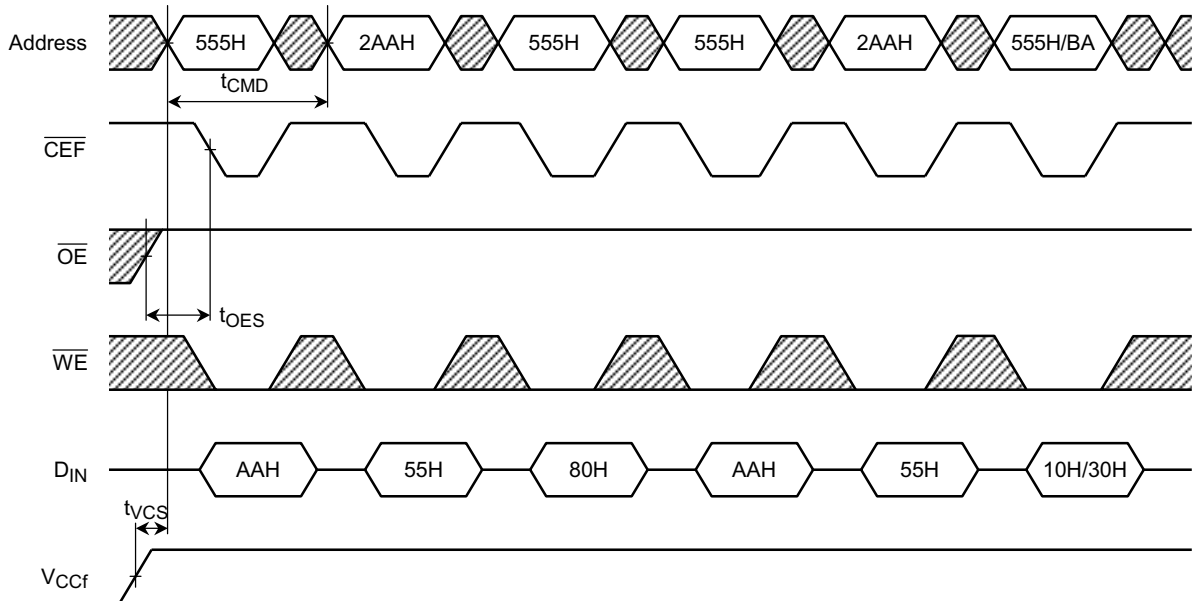 Address 555H 2AAH 555H 555H 2AAH 555H/BA
tCMD
CEF
OE
tOES
WE
DIN AAH 55H 80H AAH 55H 10H/30H
tVCS
VCCf